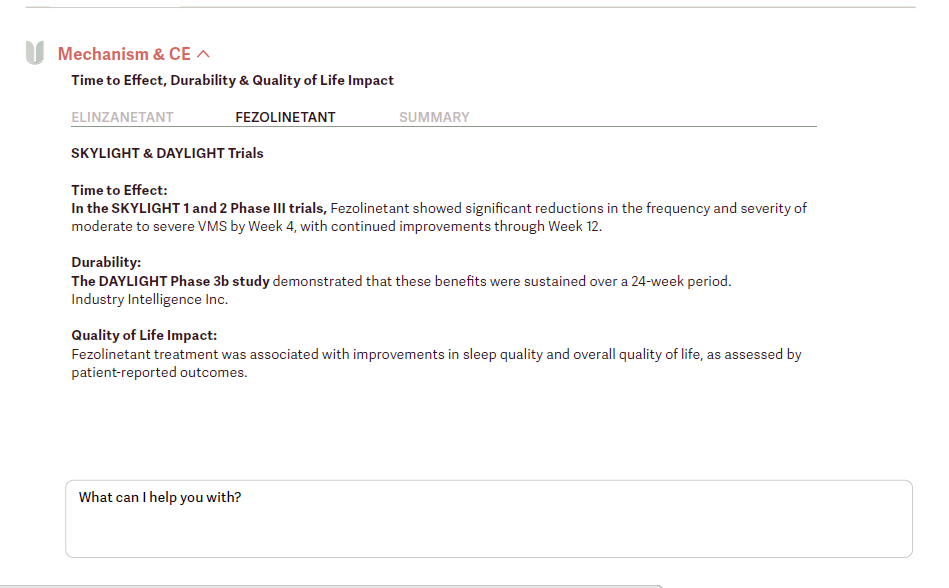 Mechanism & CE
Time to Effect, Durability & Quality of Life Impact
ELINZANETANT FEZOLINETANT SUMMARY
SKYLIGHT & DAYLIGHT Trials
Time to Effect:
In the SKYLIGHT 1 and 2 Phase III trials, Fezolinetant showed significant reductions in the frequency and severity of
moderate to severe VMS by Week 4, with continued improvements through Week 12.
Durability:
The DAYLIGHT Phase 3b study demonstrated that these benefits were sustained over a 24-week period.
Industry Intelligence Inc.
Quality of Life Impact:
Fezolinetant treatment was associated with improvements in sleep quality and overall quality of life, as assessed by
patient-reported outcomes.
What can I help you with?